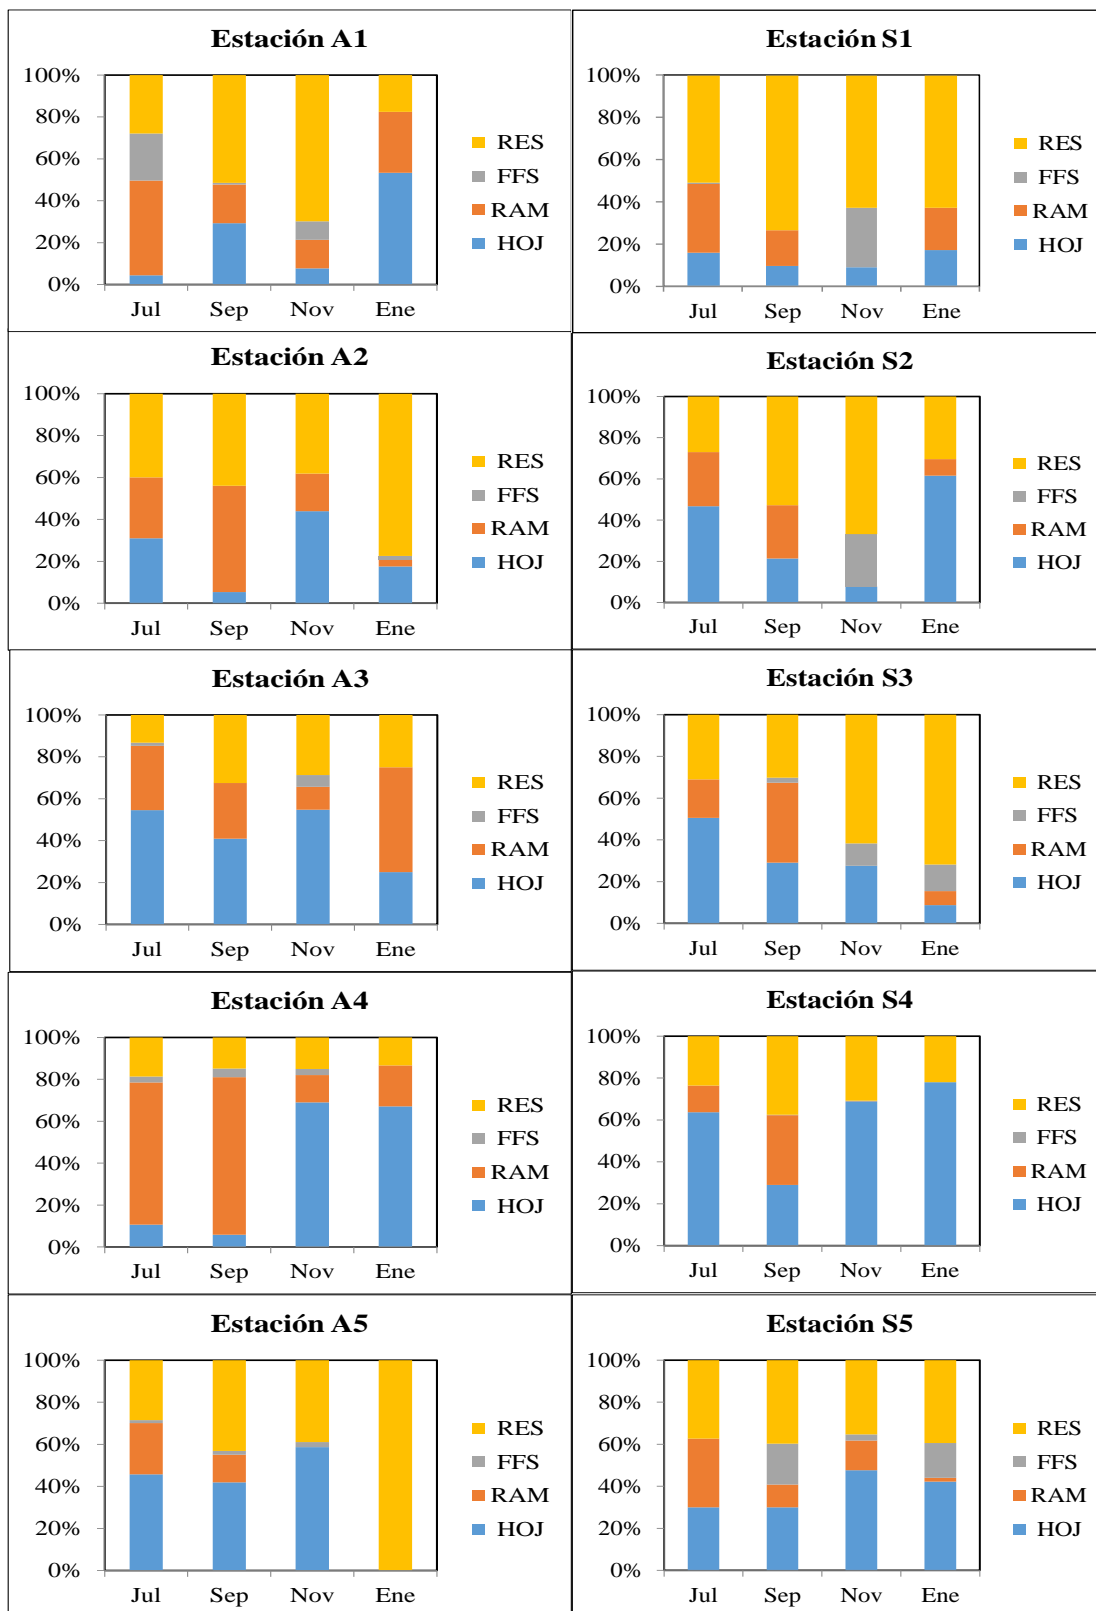 Estación A1
100%
80%
60%
40%
20%
0%
Jul Sep Nov Ene
RES
FFS
RAM
HOJ
Estación S1
100%
80%
60%
40%
20%
0%
Jul Sep Nov Ene
RES
FFS
RAM
HOJ
Estación A2
100%
80%
60%
40%
20%
0%
Jul Sep Nov Ene
RES
FFS
RAM
HOJ
Estación S2
100%
80%
60%
40%
20%
0%
Jul Sep Nov Ene
RES
FFS
RAM
HOJ
Estación A3
100%
80%
60%
40%
20%
0%
Jul Sep Nov Ene
RES
FFS
RAM
HOJ
Estación S3
100%
80%
60%
40%
20%
0%
Jul Sep Nov Ene
RES
FFS
RAM
HOJ
Estación A4
100%
80%
60%
40%
20%
0%
Jul Sep Nov Ene
RES
FFS
RAM
HOJ
Estación S4
100%
80%
60%
40%
20%
0%
Jul Sep Nov Ene
RES
FFS
RAM
HOJ
Estación A5
100%
80%
60%
40%
20%
0%
Jul Sep Nov Ene
RES
FFS
RAM
HOJ
Estación S5
100%
80%
60%
40%
20%
0%
Jul Sep Nov Ene
RES
FFS
RAM
HOJ